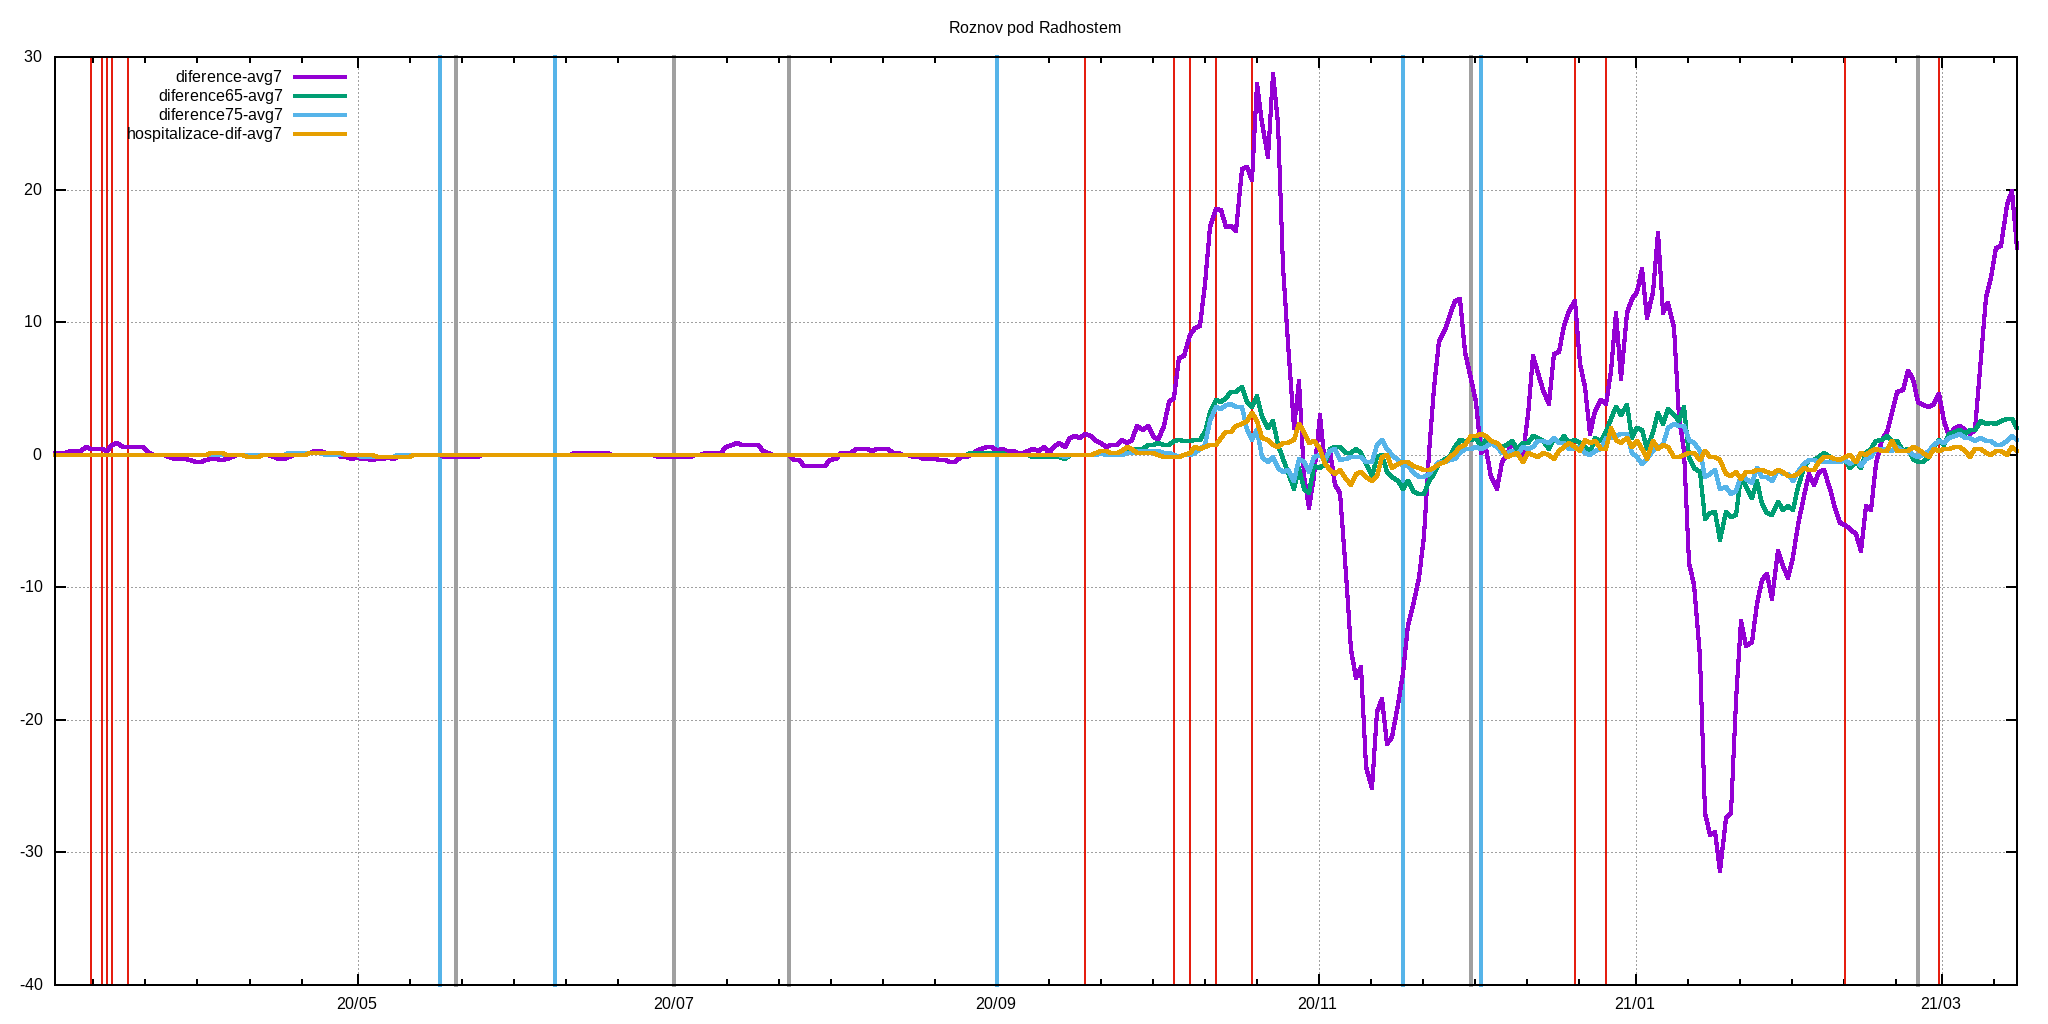 Roznov pod Radhostem
30
20
10
0
-10
-20
-30
-40
diference-avg7
diference65-avg7
diference75-avg7
hospitalizace-dif-avg7
20/05
20/07
20/09
20/11
21/01
21/03